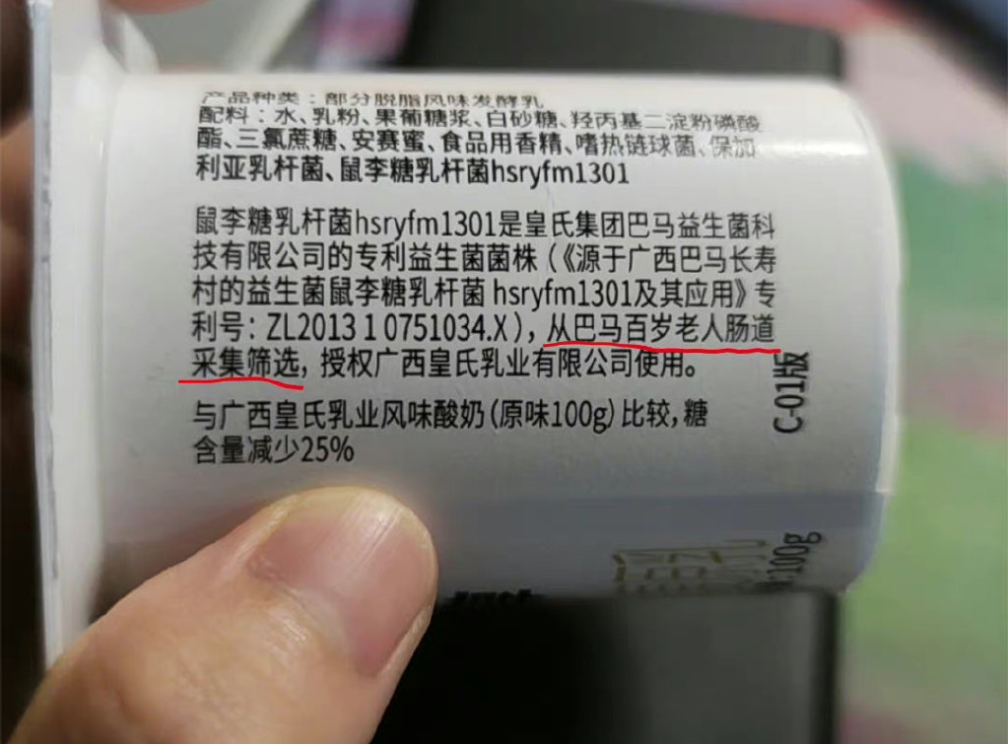 产品种类：部分脱脂风味发酵乳
配料：水、乳粉、果葡糖浆、白砂糖、羟丙基二淀粉磷酸
酯、三氯蔗糖、安赛蜜、食品用香精、嗜热链球菌、保加
利亚乳杆菌、鼠李糖乳杆菌hsryfm1301
鼠李糖乳杆菌hsryfm1301是皇氏集团巴马益生菌科
技有限公司的专利益生菌菌株（《源于广西巴马长寿
村的益生菌鼠李糖乳杆菌 hsryfm1301及其应用》专
利号：ZL2013 1 0751034.X），从巴马百岁老人肠道
采集筛选，授权广西皇氏乳业有限公司使用。
与广西皇氏乳业风味酸奶（原味100g）比较，糖
含量减少25%
C-01版
100g